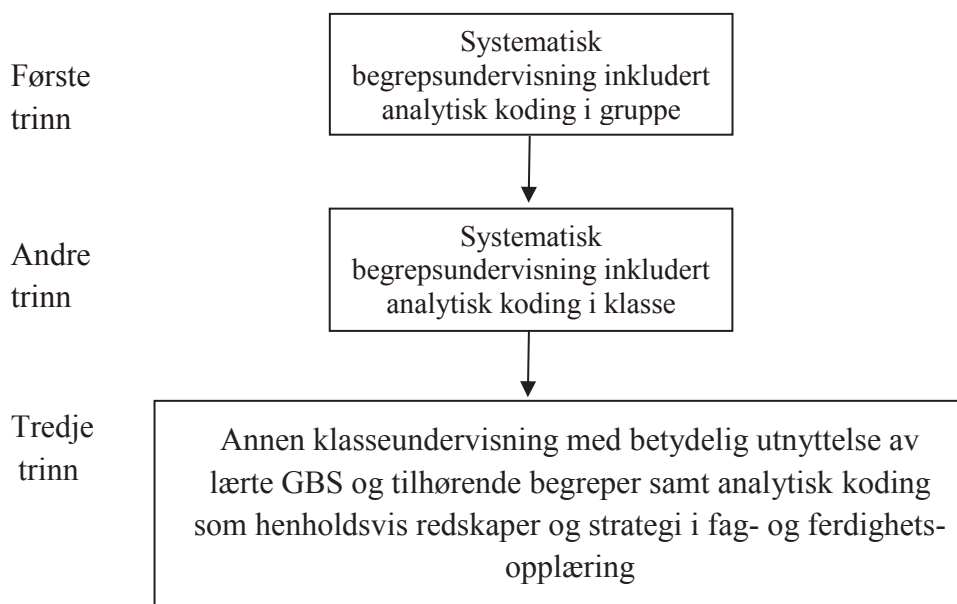 Første
trinn
Systematisk
begrepsundervisning inkludert
analytisk koding i gruppe
Andre
trinn
Systematisk
begrepsundervisning inkludert
analytisk koding i klasse
Tredje
trinn
Annen klasseundervisning med betydelig utnyttelse av
lærte GBS og tilhørende begreper samt analytisk koding
som henholdsvis redskaper og strategi i fag- og ferdighets-
opplæring